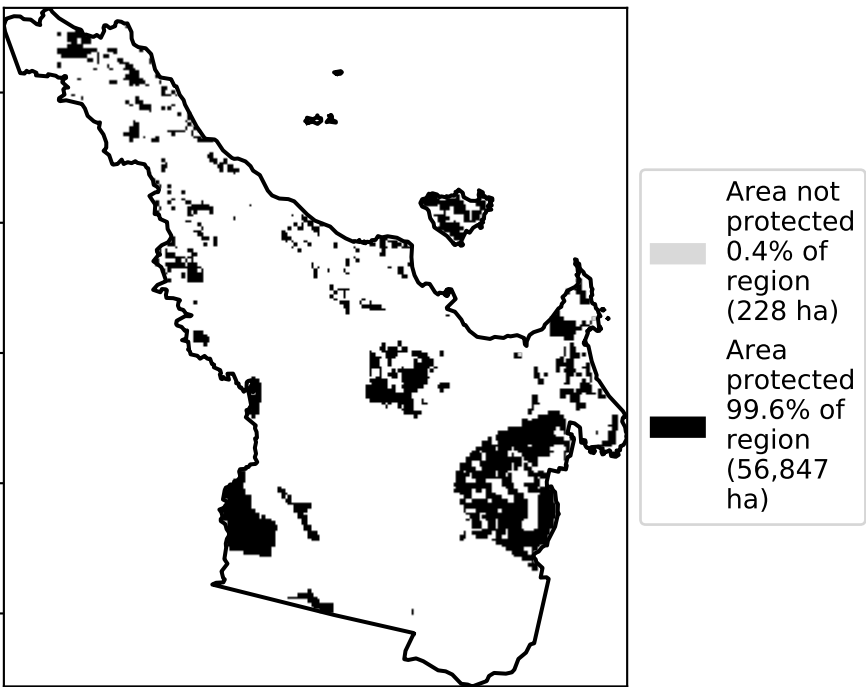 Area not
protected
0.4% of
region
(228 ha)
Area
protected
99.6% of
region
(56,847
ha)